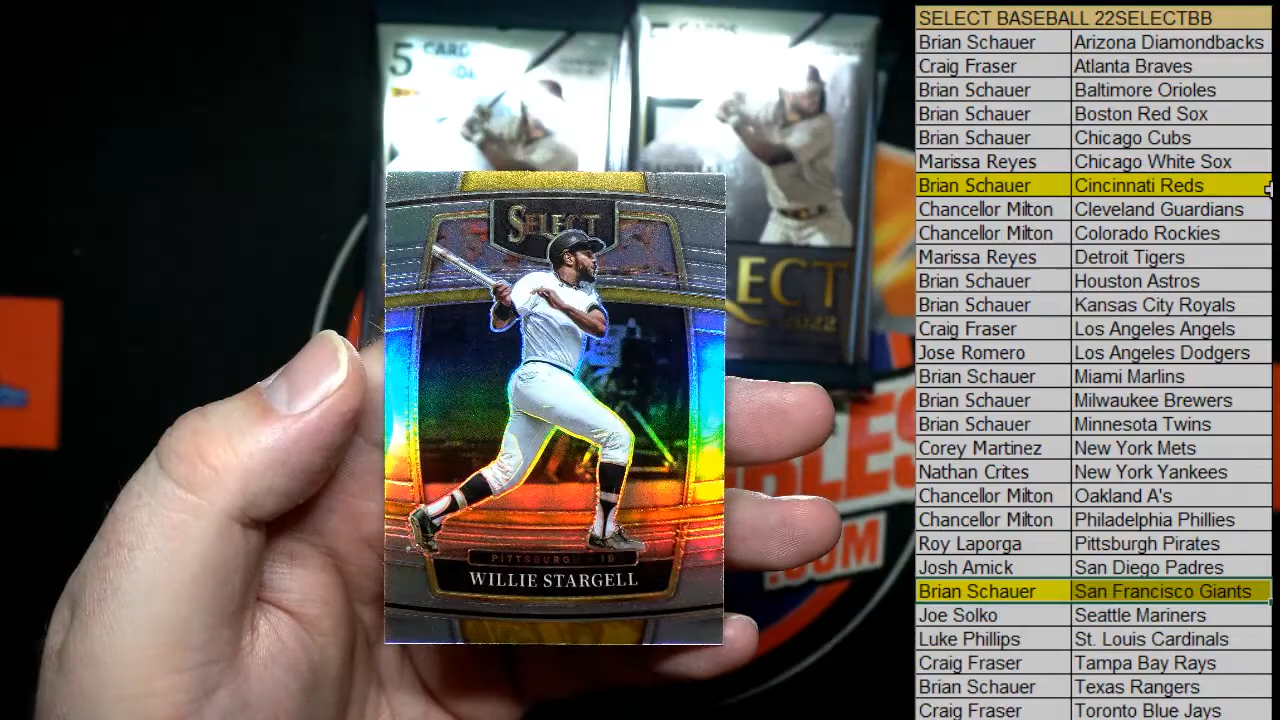 5 CARD
SELECT
PITTSBURGH • 1B
WILLIE STARGELL
ECT
2022
BLES
.COM
SELECT BASEBALL 22SELECTBB
Brian Schauer Arizona Diamondbacks
Craig Fraser Atlanta Braves
Brian Schauer Baltimore Orioles
Brian Schauer Boston Red Sox
Brian Schauer Chicago Cubs
Marissa Reyes Chicago White Sox
Brian Schauer Cincinnati Reds
Chancellor Milton Cleveland Guardians
Chancellor Milton Colorado Rockies
Marissa Reyes Detroit Tigers
Brian Schauer Houston Astros
Brian Schauer Kansas City Royals
Craig Fraser Los Angeles Angels
Jose Romero Los Angeles Dodgers
Brian Schauer Miami Marlins
Brian Schauer Milwaukee Brewers
Brian Schauer Minnesota Twins
Corey Martinez New York Mets
Nathan Crites New York Yankees
Chancellor Milton Oakland A's
Chancellor Milton Philadelphia Phillies
Roy Laporga Pittsburgh Pirates
Josh Amick San Diego Padres
Brian Schauer San Francisco Giants
Joe Solko Seattle Mariners
Luke Phillips St. Louis Cardinals
Craig Fraser Tampa Bay Rays
Brian Schauer Texas Rangers
Craig Fraser Toronto Blue Jays